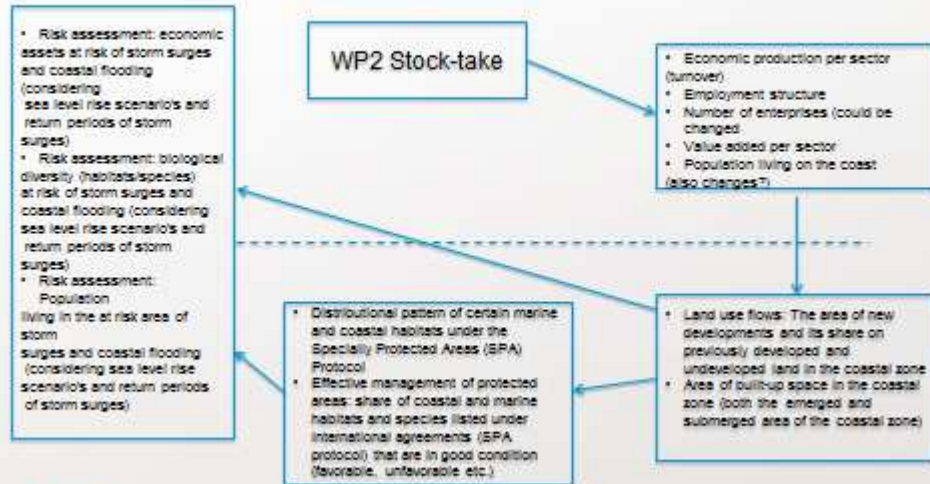 • Risk assessment: economic
assets at risk of storm surges
and coastal flooding
(considering
sea level rise scenario's and
return periods of storm
surges)
• Risk assessment: biological
diversity (habitats/species)
at risk of storm surges and
coastal flooding (considering
sea level rise scenario's and
return periods of storm
surges)
• Risk assessment:
Population
living in the at risk area of
storm
surges and coastal flooding
(considering sea level rise
scenario's and return periods
of storm surges)
WP2 Stock-take
• Economic production per sector
(turnover)
• Employment structure
• Number of enterprises (could be
changed
• Value added per sector
• Population living on the coast
(also changes?)
• Distributional pattern of certain marine
and coastal habitats under the
Specially Protected Areas (SPA)
Protocol
• Effective management of protected
areas: share of coastal and marine
habitats and species listed under
international agreements (SPA
protocol) that are in good condition
(favorable, unfavorable etc.)
• Land use flows: The area of new
developments and its share on
previously developed and
undeveloped land in the coastal zone
• Area of built-up space in the coastal
zone (both the emerged and
submerged area of the coastal zone)